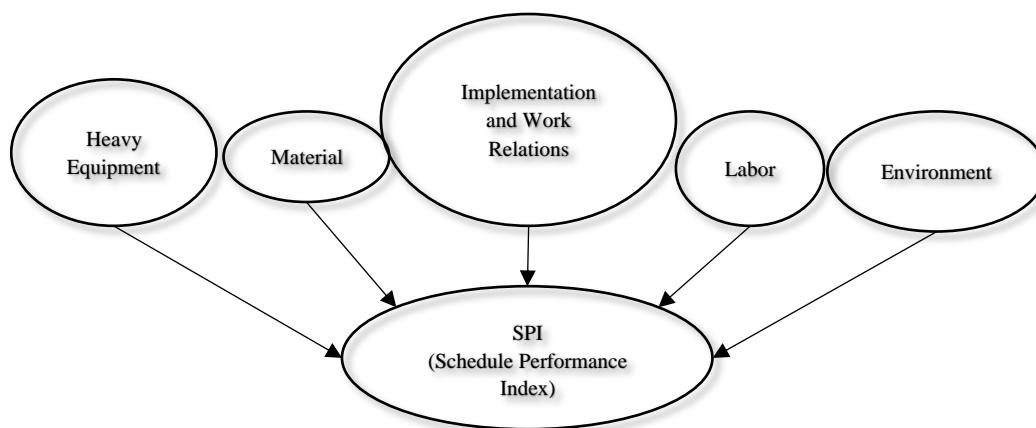 Heavy
Equipment
Material
Implementation
and Work
Relations
Labor
Environment
SPI
(Schedule Performance
Index)